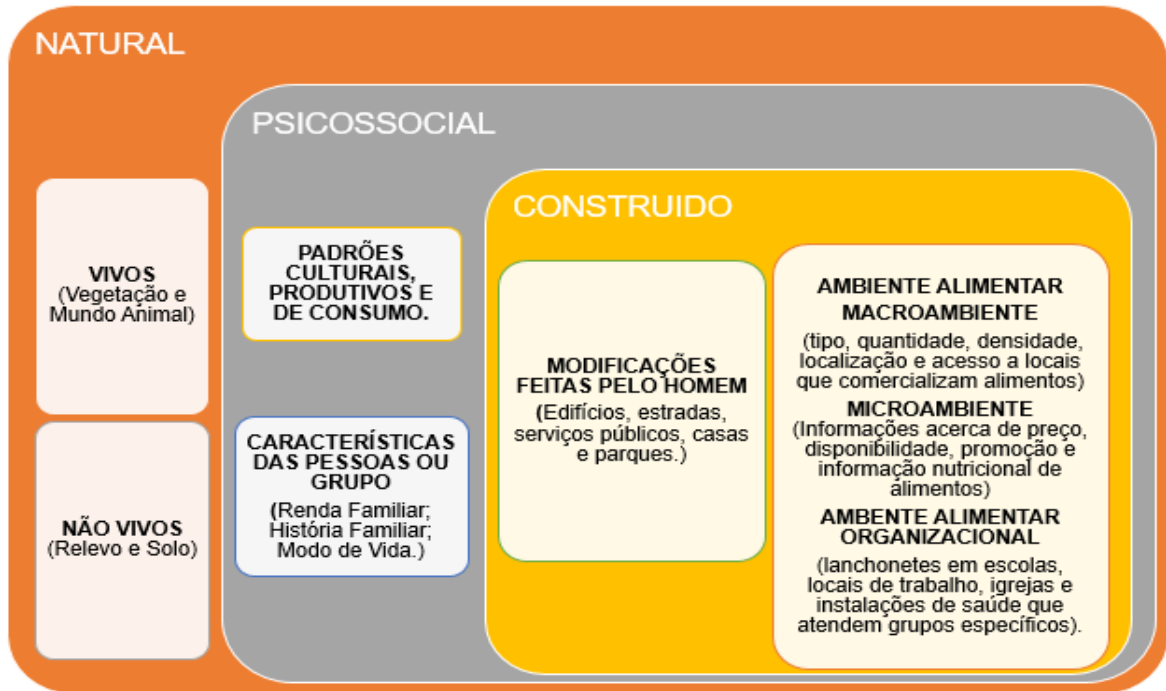 NATURAL
VIVOS
(Vegetação e
Mundo Animal)
NÃO VIVOS
(Relevo e Solo)
PSICOSSOCIAL
PADRÕES
CULTURAIS,
PRODUTIVOS E
DE CONSUMO.
CARACTERÍSTICAS
DAS PESSOAS OU
GRUPO
(Renda Familiar;
História Familiar;
Modo de Vida.)
CONSTRUIDO
MODIFICAÇÕES
FEITAS PELO HOMEM
(Edifícios, estradas,
serviços públicos, casas
e parques.)
AMBIENTE ALIMENTAR
MACROAMBIENTE
(tipo, quantidade, densidade,
localização e acesso a locais
que comercializam alimentos)
MICROAMBIENTE
(Informações acerca de preço,
disponibilidade, promoção e
informação nutricional de
alimentos)
AMBENTE ALIMENTAR
ORGANIZACIONAL
(lanchonetes em escolas,
locais de trabalho, igrejas e
instalações de saúde que
atendem grupos específicos).